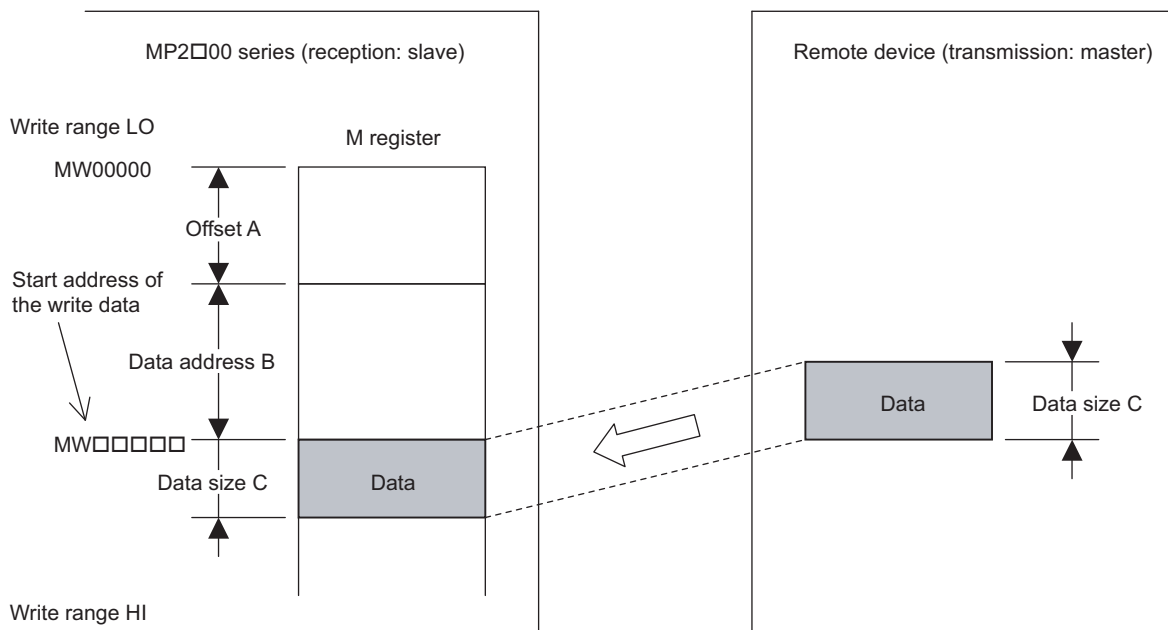 MP2□00 series (reception: slave)
Remote device (transmission: master)
Write range LO
M register
MW00000
Offset A
Start address of
the write data
Data address B
Data
Data size C
MW□□□□□
Data size C
Data
Write range HI